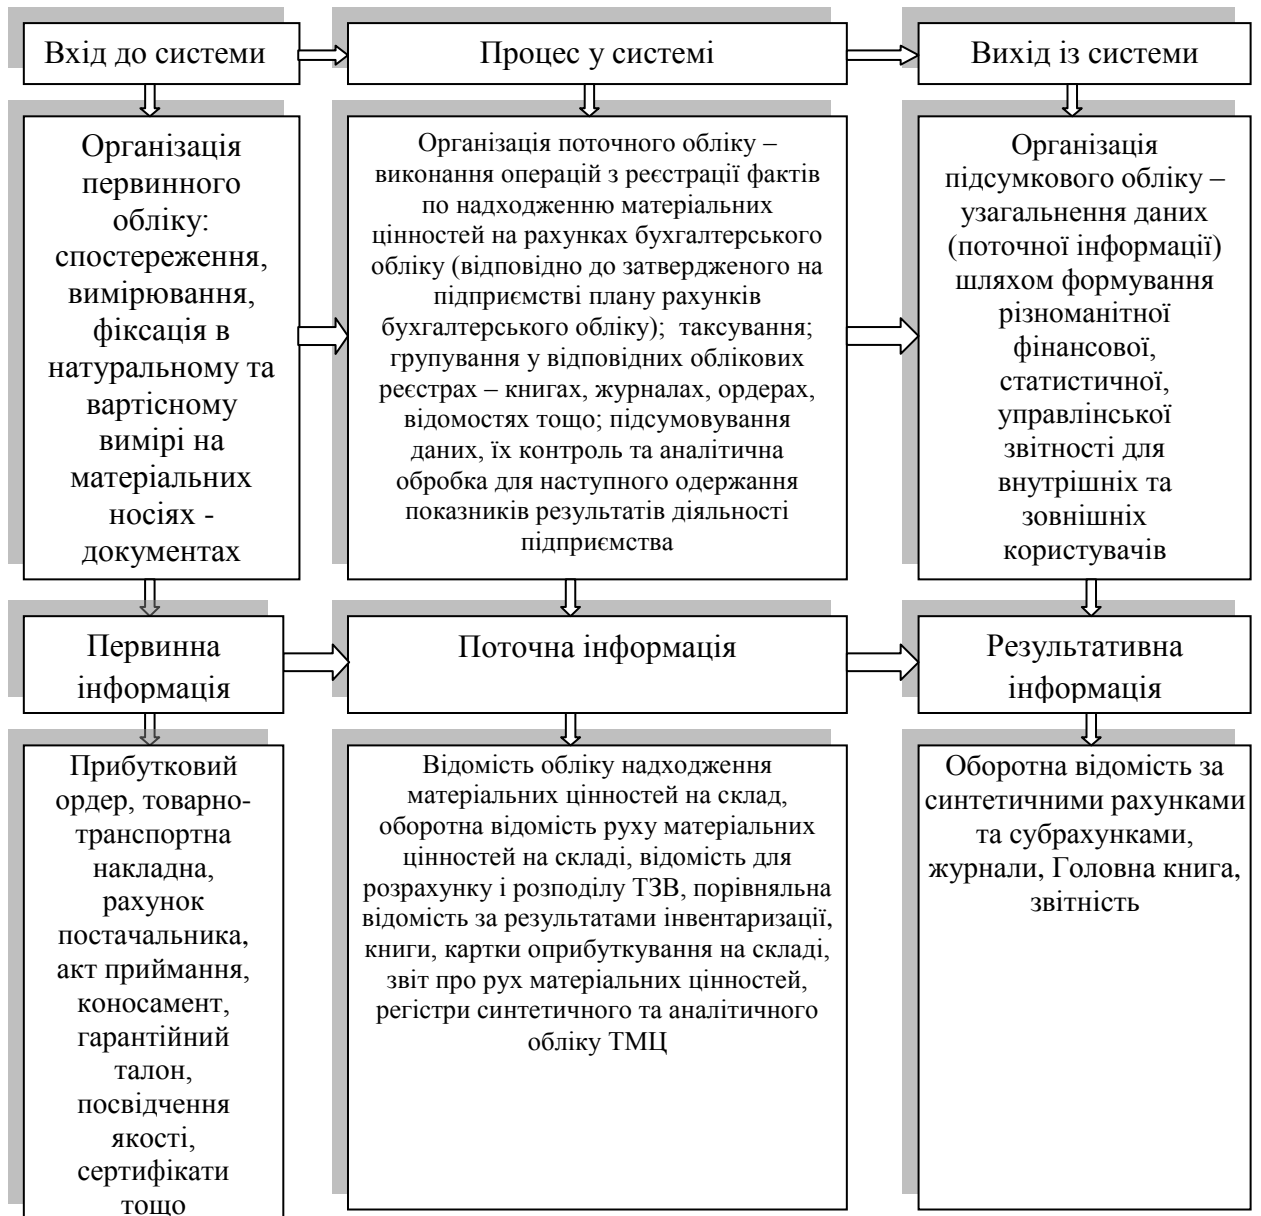 Вхід до системи
Процес у системі
Вихід із системи
Організація
первинного
обліку:
спостереження,
вимірювання,
фіксація в
натуральному та
вартісному
вимірі на
матеріальних
носіях -
документах
Організація поточного обліку –
виконання операцій з реєстрації фактів
по надходженню матеріальних
цінностей на рахунках бухгалтерського
обліку (відповідно до затвердженого на
підприємстві плану рахунків
бухгалтерського обліку); таксування;
групування у відповідних облікових
реєстрах – книгах, журналах, ордерах,
відомостях тощо; підсумовування
даних, їх контроль та аналітична
обробка для наступного одержання
показників результатів діяльності
підприємства
Організація
підсумкового обліку –
узагальнення даних
(поточної інформації)
шляхом формування
різноманітної
фінансової,
статистичної,
управлінської
звітності для
внутрішніх та
зовнішніх
користувачів
Первинна
інформація
Поточна інформація
Результативна
інформація
Прибутковий
ордер, товарно-
транспортна
накладна,
рахунок
постачальника,
акт приймання,
коносамент,
гарантійний
талон,
посвідчення
якості,
сертифікати
тощо
Відомість обліку надходження
матеріальних цінностей на склад,
оборотна відомість руху матеріальних
цінностей на складі, відомість для
розрахунку і розподілу ТЗВ, порівняльна
відомість за результатами інвентаризації,
книги, картки оприбуткування на складі,
звіт про рух матеріальних цінностей,
регістри синтетичного та аналітичного
обліку ТМЦ
Оборотна відомість за
синтетичними рахунками
та субрахунками,
журнали, Головна книга,
звітність